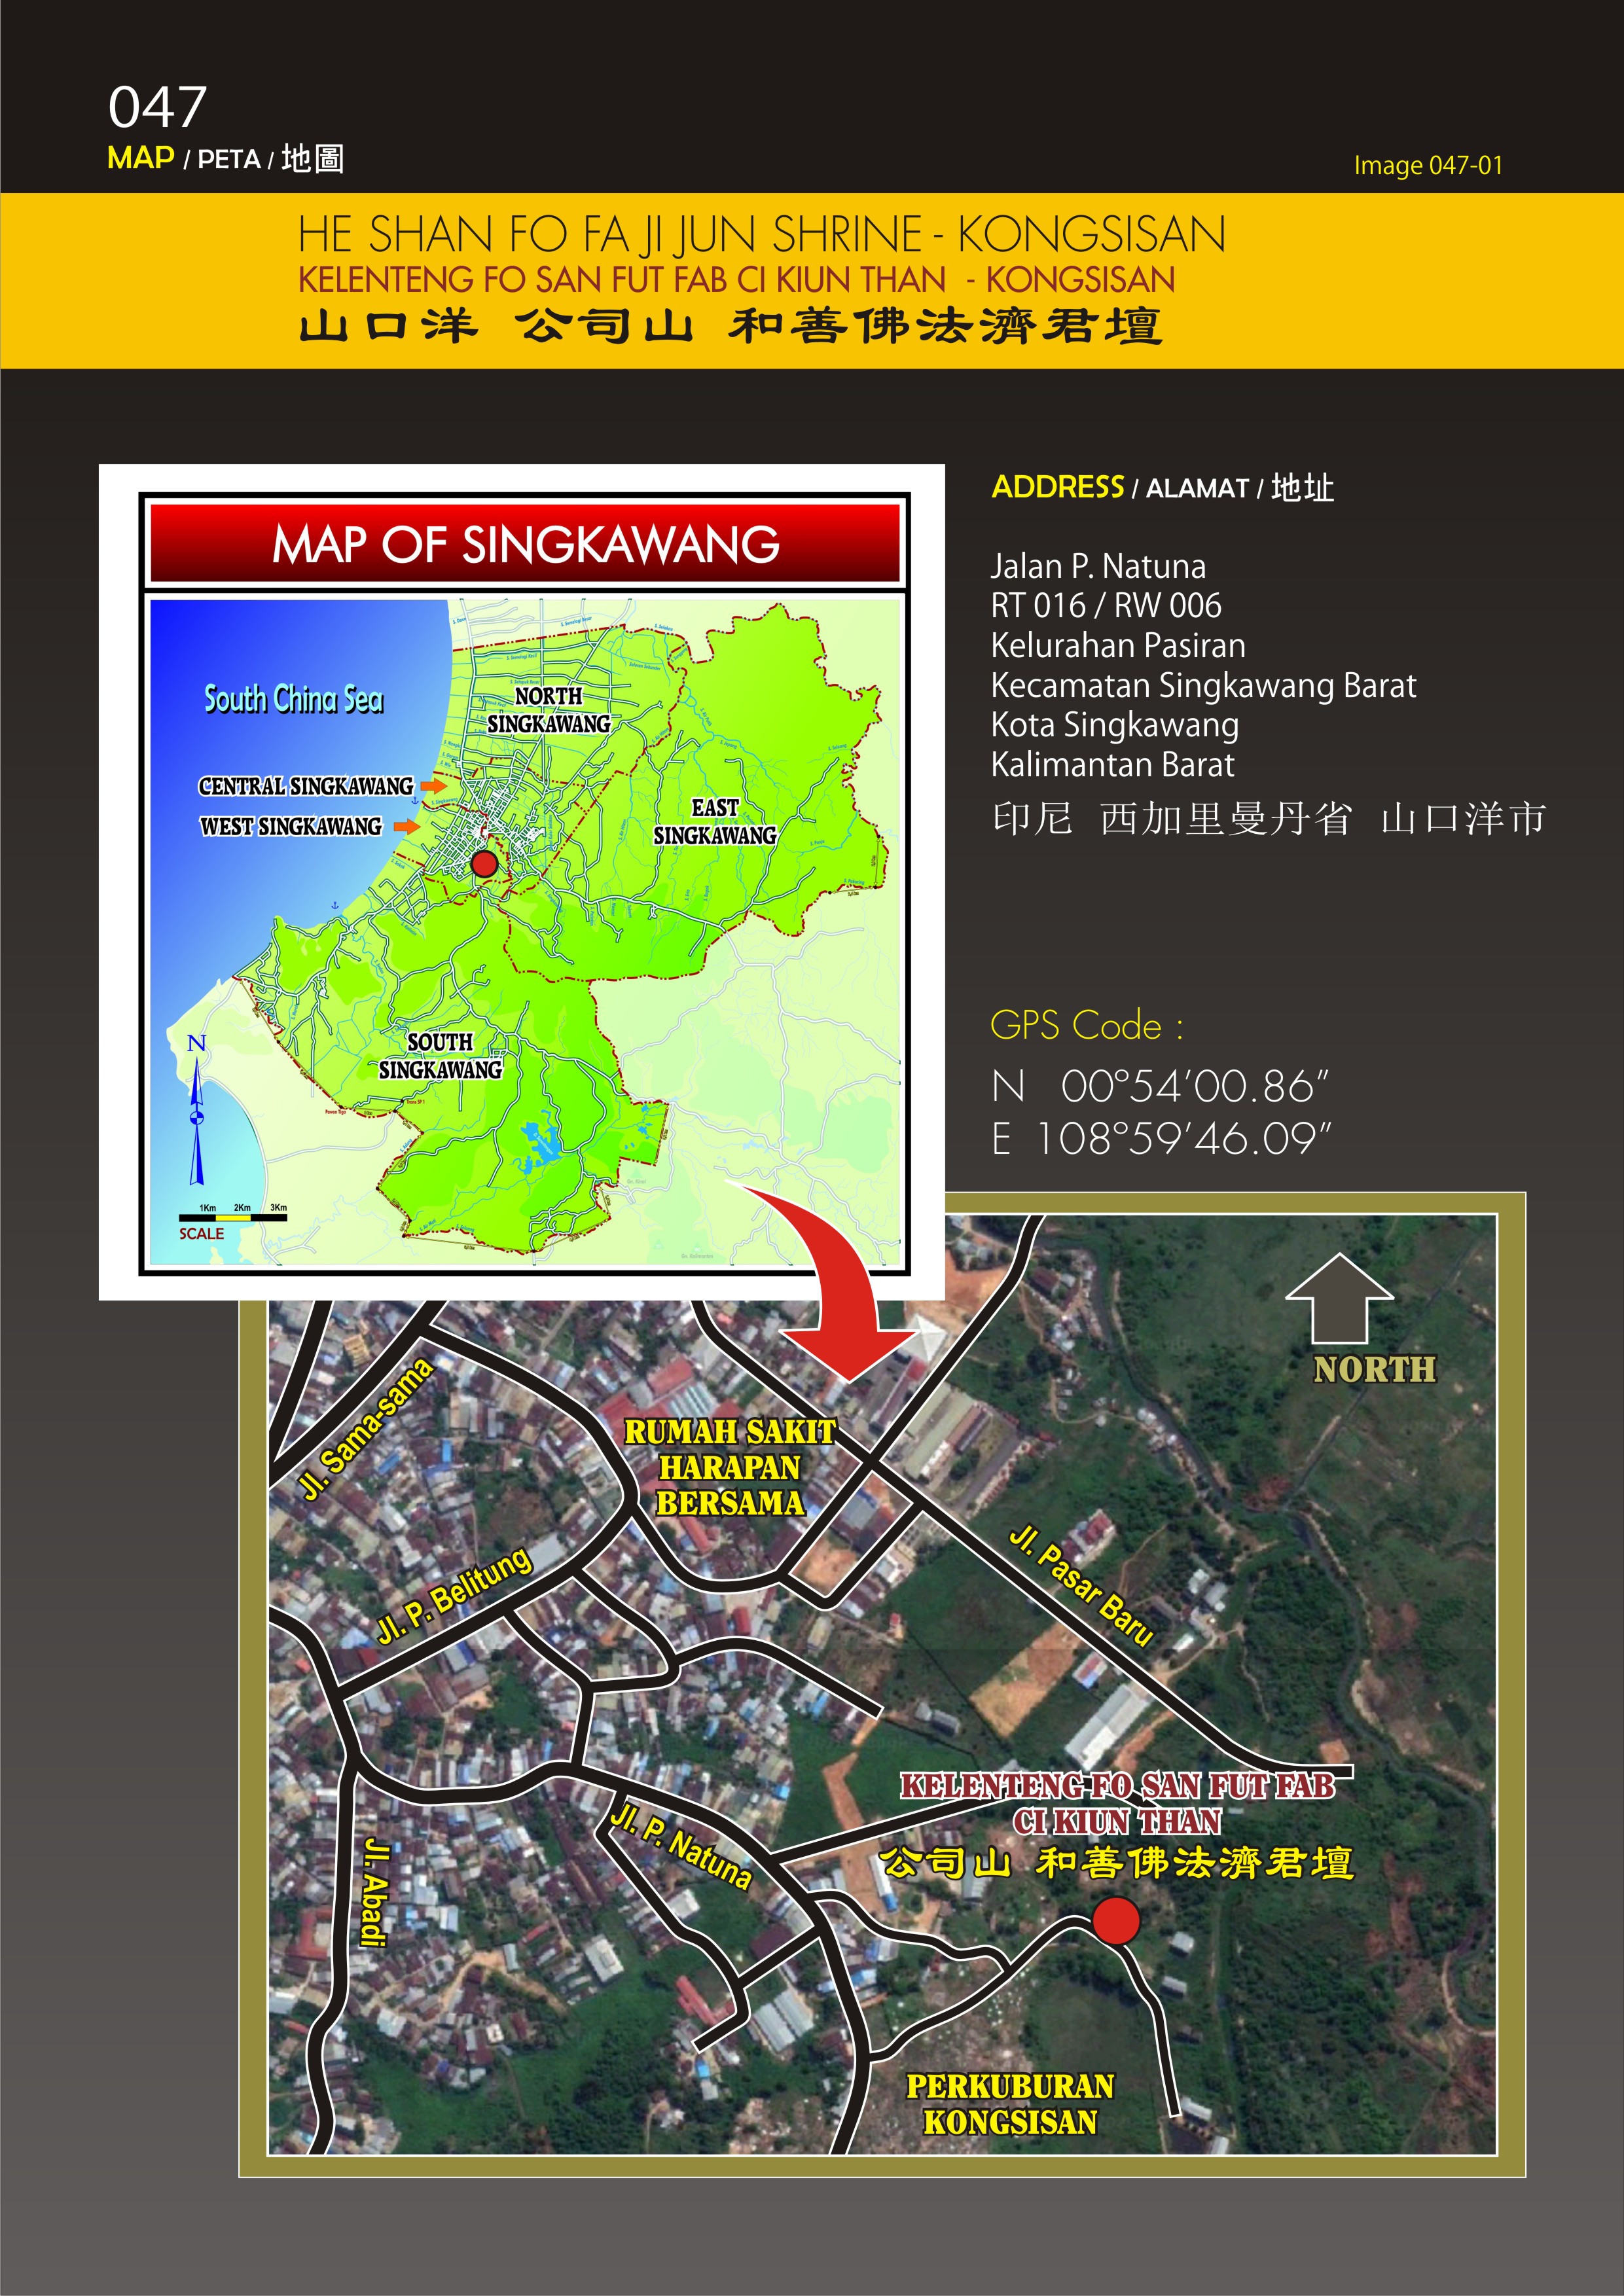 047
MAP / PETA / 地圖
Image 047-01
HE SHAN FO FA JI JUN SHRINE - KONGSISAN
KELENTENG FO SAN FUT FAB CI KIUN THAN - KONGSISAN
山口洋 公司山 和善佛法濟君壇
MAP OF SINGKAWANG
South China Sea
NORTH
SINGKAWANG
CENTRAL SINGKAWANG
WEST SINGKAWANG
EAST
SINGKAWANG
SOUTH
SINGKAWANG
N
1Km 2Km 3Km
SCALE
ADDRESS / ALAMAT / 地址
Jalan P. Natuna
RT 016 / RW 006
Kelurahan Pasiran
Kecamatan Singkawang Barat
Kota Singkawang
Kalimantan Barat
印尼 西加里曼丹省 山口洋市
GPS Code :
N 00°54’00.86”
E 108°59’46.09”
NORTH
Jl. Sama-sama
RUMAH SAKIT
HARAPAN
BERSAMA
Jl. P. Belitung
Jl. Pasar Baru
KELENTENG FO SAN FUT FAB
CI KIUN THAN
公司山 和善佛法濟君壇
Jl. P. Natuna
Jl. Abadi
PERKUBURAN
KONGSISAN